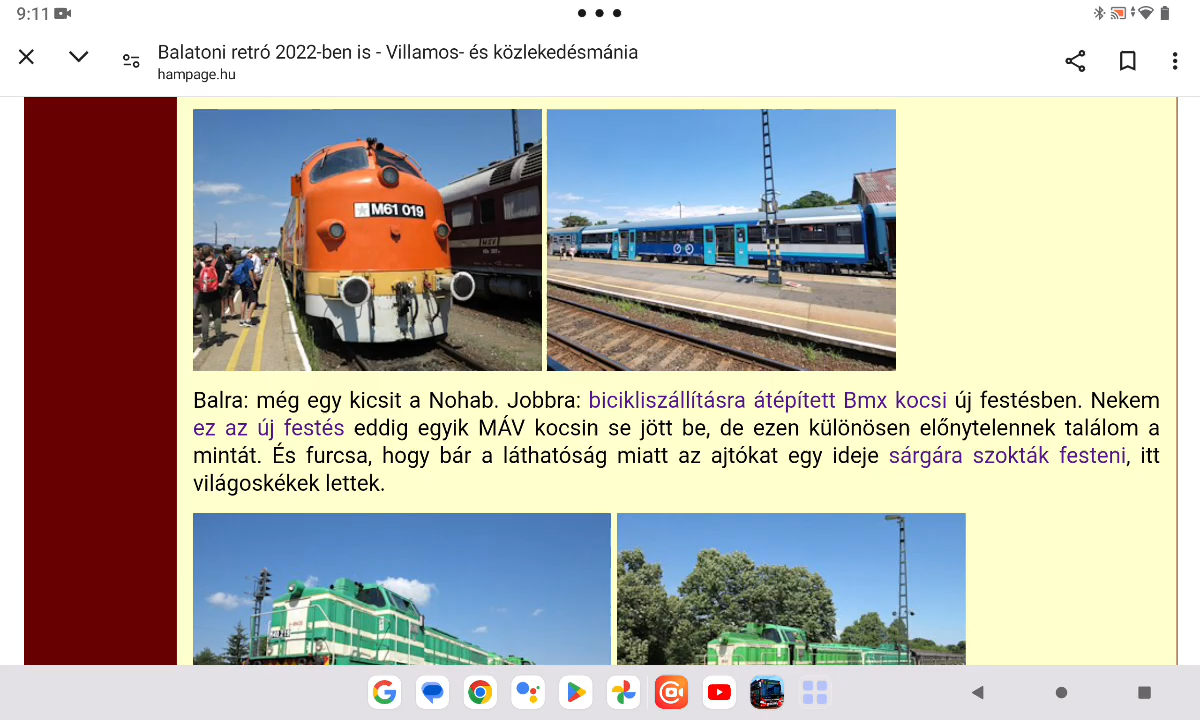 9:11
Balatoni retró 2022-ben is - Villamos- és közlekedésmánia
hampage.hu
M61 019
MÁV
Balra: még egy kicsit a Nohab. Jobbra: bicikliszállításra átépített Bmx kocsi új festésben. Nekem
ez az új festés eddig egyik MÁV kocsin se jött be, de ezen különösen előnytelennek találom a
mintát. És furcsa, hogy bár a láthatóság miatt az ajtókat egy ideje sárgára szokták festeni, itt
világoskékek lettek.